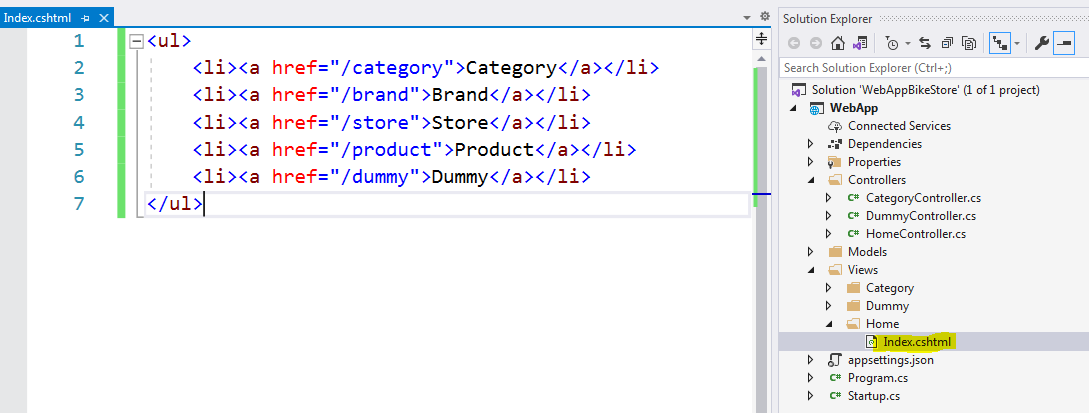 Index.cshtml
1 <ul>
2 <li><a href="/category">Category</a></li>
3 <li><a href="/brand">Brand</a></li>
4 <li><a href="/store">Store</a></li>
5 <li><a href="/product">Product</a></li>
6 <li><a href="/dummy">Dummy</a></li>
7 </ul>
Solution Explorer
Search Solution Explorer (Ctrl+;)
Solution 'WebAppBikeStore' (1 of 1 project)
WebApp
Connected Services
Dependencies
Properties
Controllers
C# CategoryController.cs
C# DummyController.cs
C# HomeController.cs
Models
Views
Category
Dummy
Home
Index.cshtml
appsettings.json
C# Program.cs
C# Startup.cs